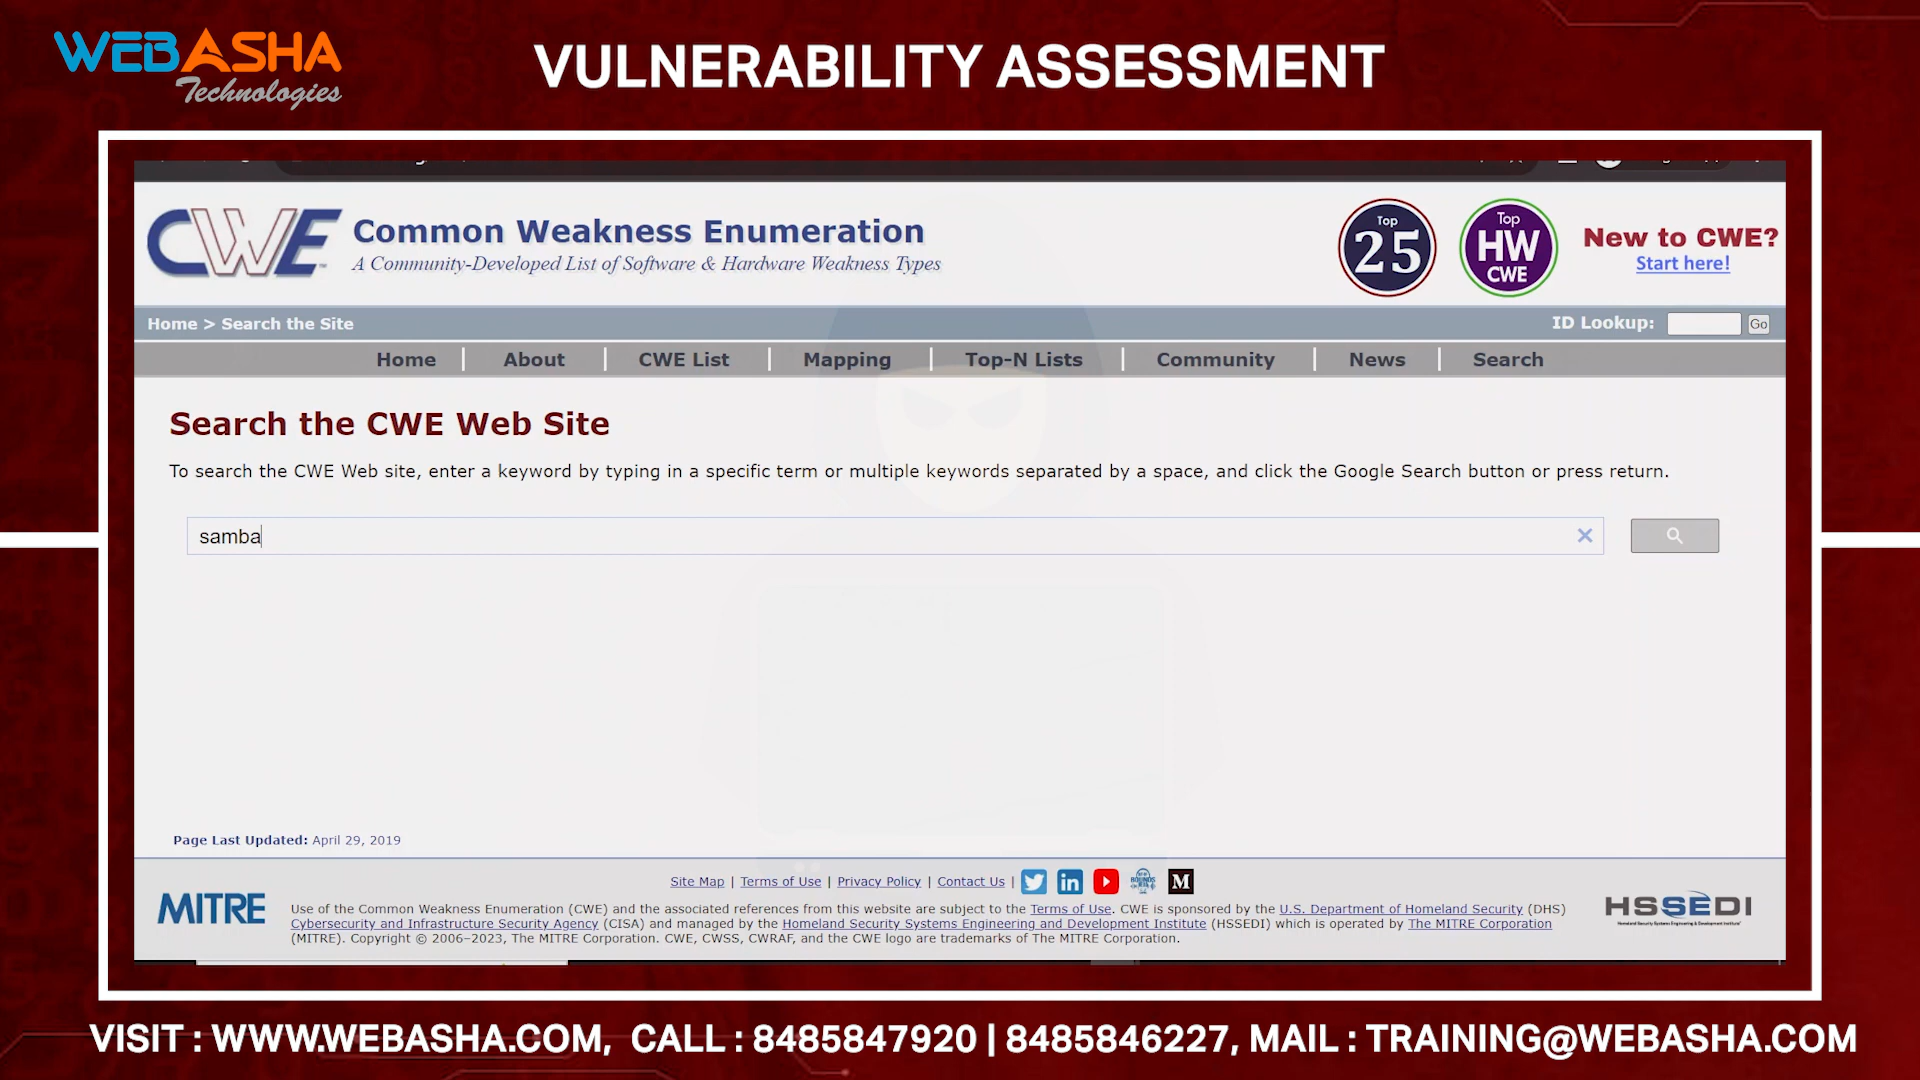 WEBASHA
Technologies
VULNERABILITY ASSESSMENT
CWE
Common Weakness Enumeration
A Community-Developed List of Software & Hardware Weakness Types
Top
25
Top
HW
CWE
New to CWE?
Start here!
Home > Search the Site
ID Lookup:
Go
Home | About | CWE List | Mapping | Top-N Lists | Community | News | Search
Search the CWE Web Site
To search the CWE Web site, enter a keyword by typing in a specific term or multiple keywords separated by a space, and click the Google Search button or press return.
samba
Page Last Updated: April 29, 2019
Site Map | Terms of Use | Privacy Policy | Contact Us |
M
MITRE
Use of the Common Weakness Enumeration (CWE) and the associated references from this website are subject to the Terms of Use. CWE is sponsored by the U.S. Department of Homeland Security (DHS)
Cybersecurity and Infrastructure Security Agency (CISA) and managed by the Homeland Security Systems Engineering and Development Institute (HSSEDI) which is operated by The MITRE Corporation
(MITRE). Copyright © 2006–2023, The MITRE Corporation. CWE, CWSS, CWRAF, and the CWE logo are trademarks of The MITRE Corporation.
HSSEDI
Homeland Security Systems Engineering & Development Institute
VISIT : WWW.WEBASHA.COM, CALL : 8485847920 | 8485846227, MAIL : TRAINING@WEBASHA.COM